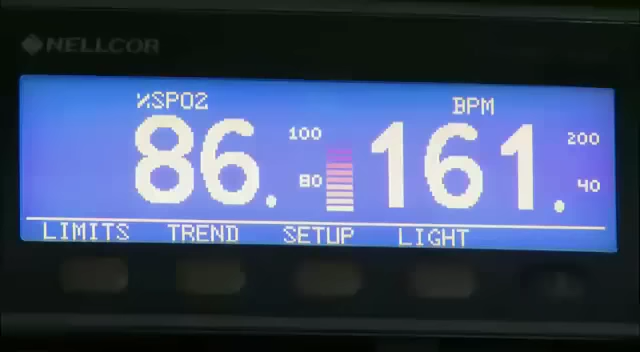 NELLCOR
%SPO2 BPM
86. 100 80 161. 200 40
LIMITS TREND SETUP LIGHT